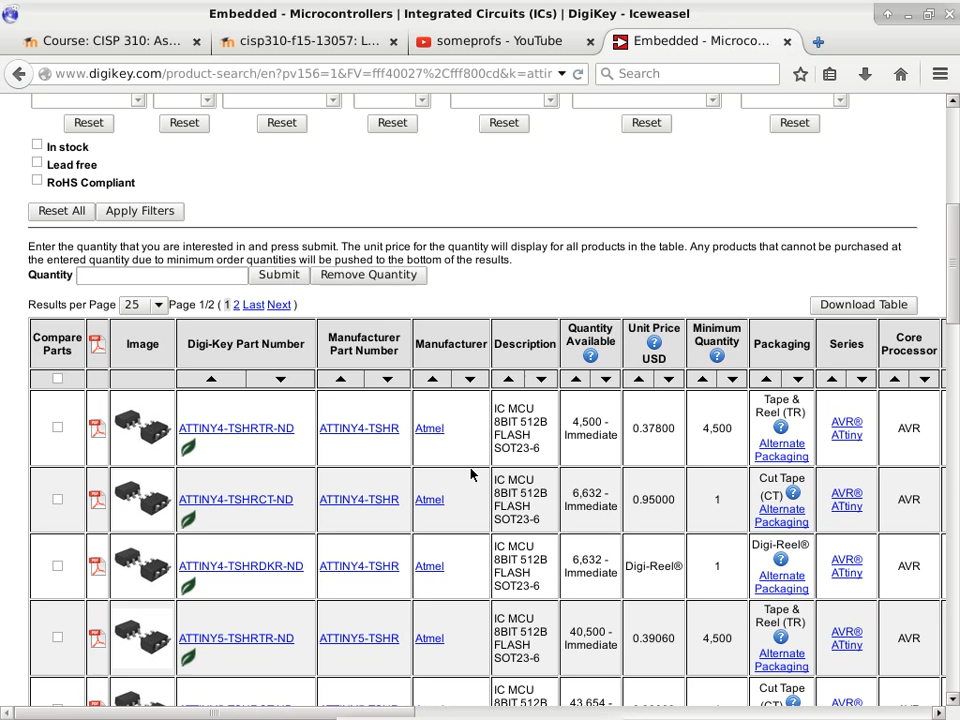 Embedded - Microcontrollers | Integrated Circuits (ICs) | DigiKey - Iceweasel
Course: CISP 310: As...
cisp310-f15-13057: L...
someprofs - YouTube
Embedded - Microco...
www.digikey.com/product-search/en?pv156=1&FV=fff40027%2Cfff800cd&k=attir
Search
Reset Reset Reset Reset Reset Reset Reset
In stock
Lead free
RoHS Compliant
Reset All Apply Filters
Enter the quantity that you are interested in and press submit. The unit price for the quantity will display for all products in the table. Any products that cannot be purchased at
the entered quantity due to minimum order quantities will be pushed to the bottom of the results.
Quantity Submit Remove Quantity
Results per Page 25 Page 1/2 ( 1 2 Last Next )
Download Table
Compare
Parts
Image
Digi-Key Part Number
Manufacturer
Part Number
Manufacturer
Description
Quantity
Available
?
Unit Price
?
USD
Minimum
Quantity
?
Packaging
Series
Core
Processor
ATTINY4-TSHRTR-ND
ATTINY4-TSHR
Atmel
IC MCU
8BIT 512B
FLASH
SOT23-6
4,500 -
Immediate
0.37800
4,500
Tape &
Reel (TR)
?
Alternate
Packaging
AVR®
ATtiny
AVR
ATTINY4-TSHRCT-ND
ATTINY4-TSHR
Atmel
IC MCU
8BIT 512B
FLASH
SOT23-6
6,632 -
Immediate
0.95000
1
Cut Tape
(CT) ?
Alternate
Packaging
AVR®
ATtiny
AVR
ATTINY4-TSHRDKR-ND
ATTINY4-TSHR
Atmel
IC MCU
8BIT 512B
FLASH
SOT23-6
6,632 -
Immediate
Digi-Reel®
1
Digi-Reel®
?
Alternate
Packaging
AVR®
ATtiny
AVR
ATTINY5-TSHRTR-ND
ATTINY5-TSHR
Atmel
IC MCU
8BIT 512B
FLASH
SOT23-6
40,500 -
Immediate
0.39060
4,500
Tape &
Reel (TR)
?
Alternate
Packaging
AVR®
ATtiny
AVR
IC MCU
8BIT 512B
43,654 -
Cut Tape